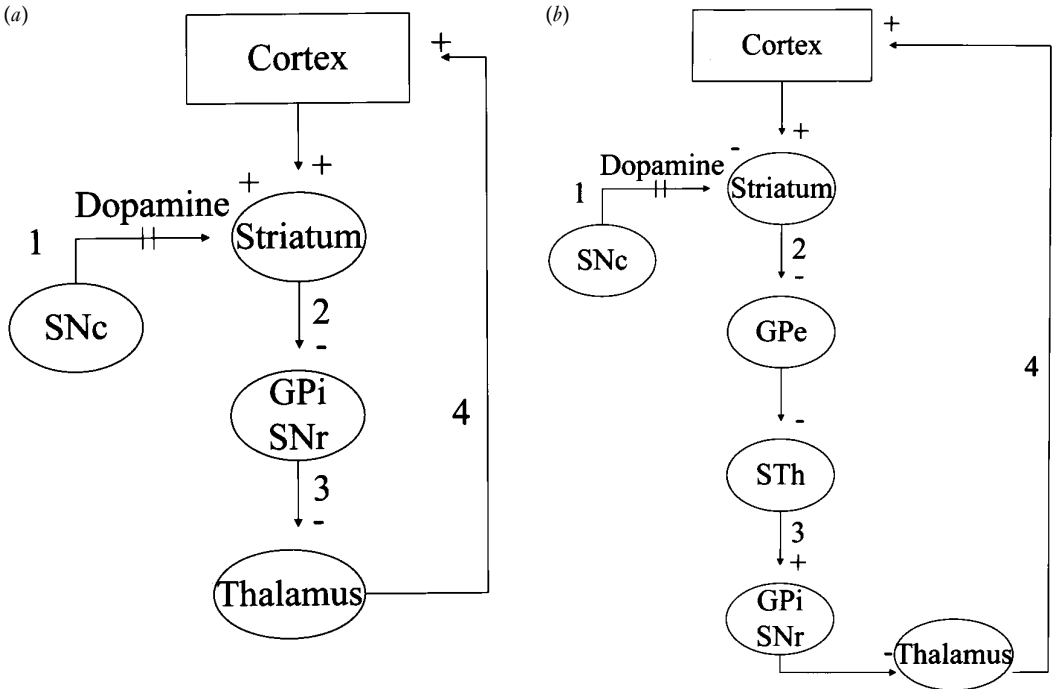 (a)
Cortex
+
+
Dopamine
+
1
Striatum
SNc
2
-
GPi
SNr
4
3
-
Thalamus
(b)
Cortex
+
+
-
Dopamine
1
Striatum
SNc
2
-
GPe
4
-
STh
3
+
GPi
SNr
-
Thalamus